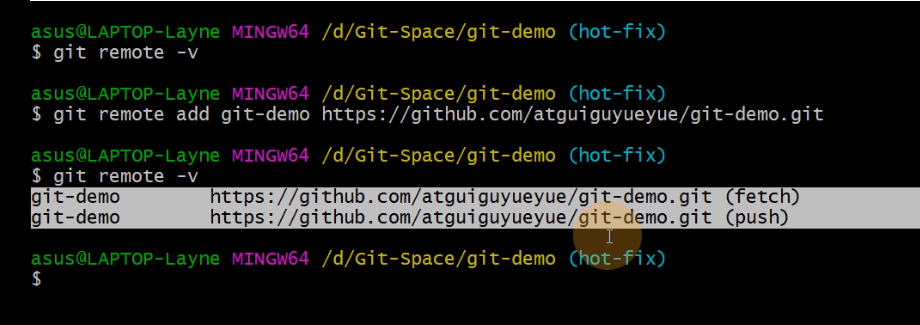 asus@LAPTOP-Layne MINGW64 /d/Git-Space/git-demo (hot-fix)
$ git remote -v
asus@LAPTOP-Layne MINGW64 /d/Git-Space/git-demo (hot-fix)
$ git remote add git-demo https://github.com/atguiguyueyue/git-demo.git
asus@LAPTOP-Layne MINGW64 /d/Git-Space/git-demo (hot-fix)
$ git remote -v
git-demo        https://github.com/atguiguyueyue/git-demo.git (fetch)
git-demo        https://github.com/atguiguyueyue/git-demo.git (push)
asus@LAPTOP-Layne MINGW64 /d/Git-Space/git-demo (hot-fix)
$